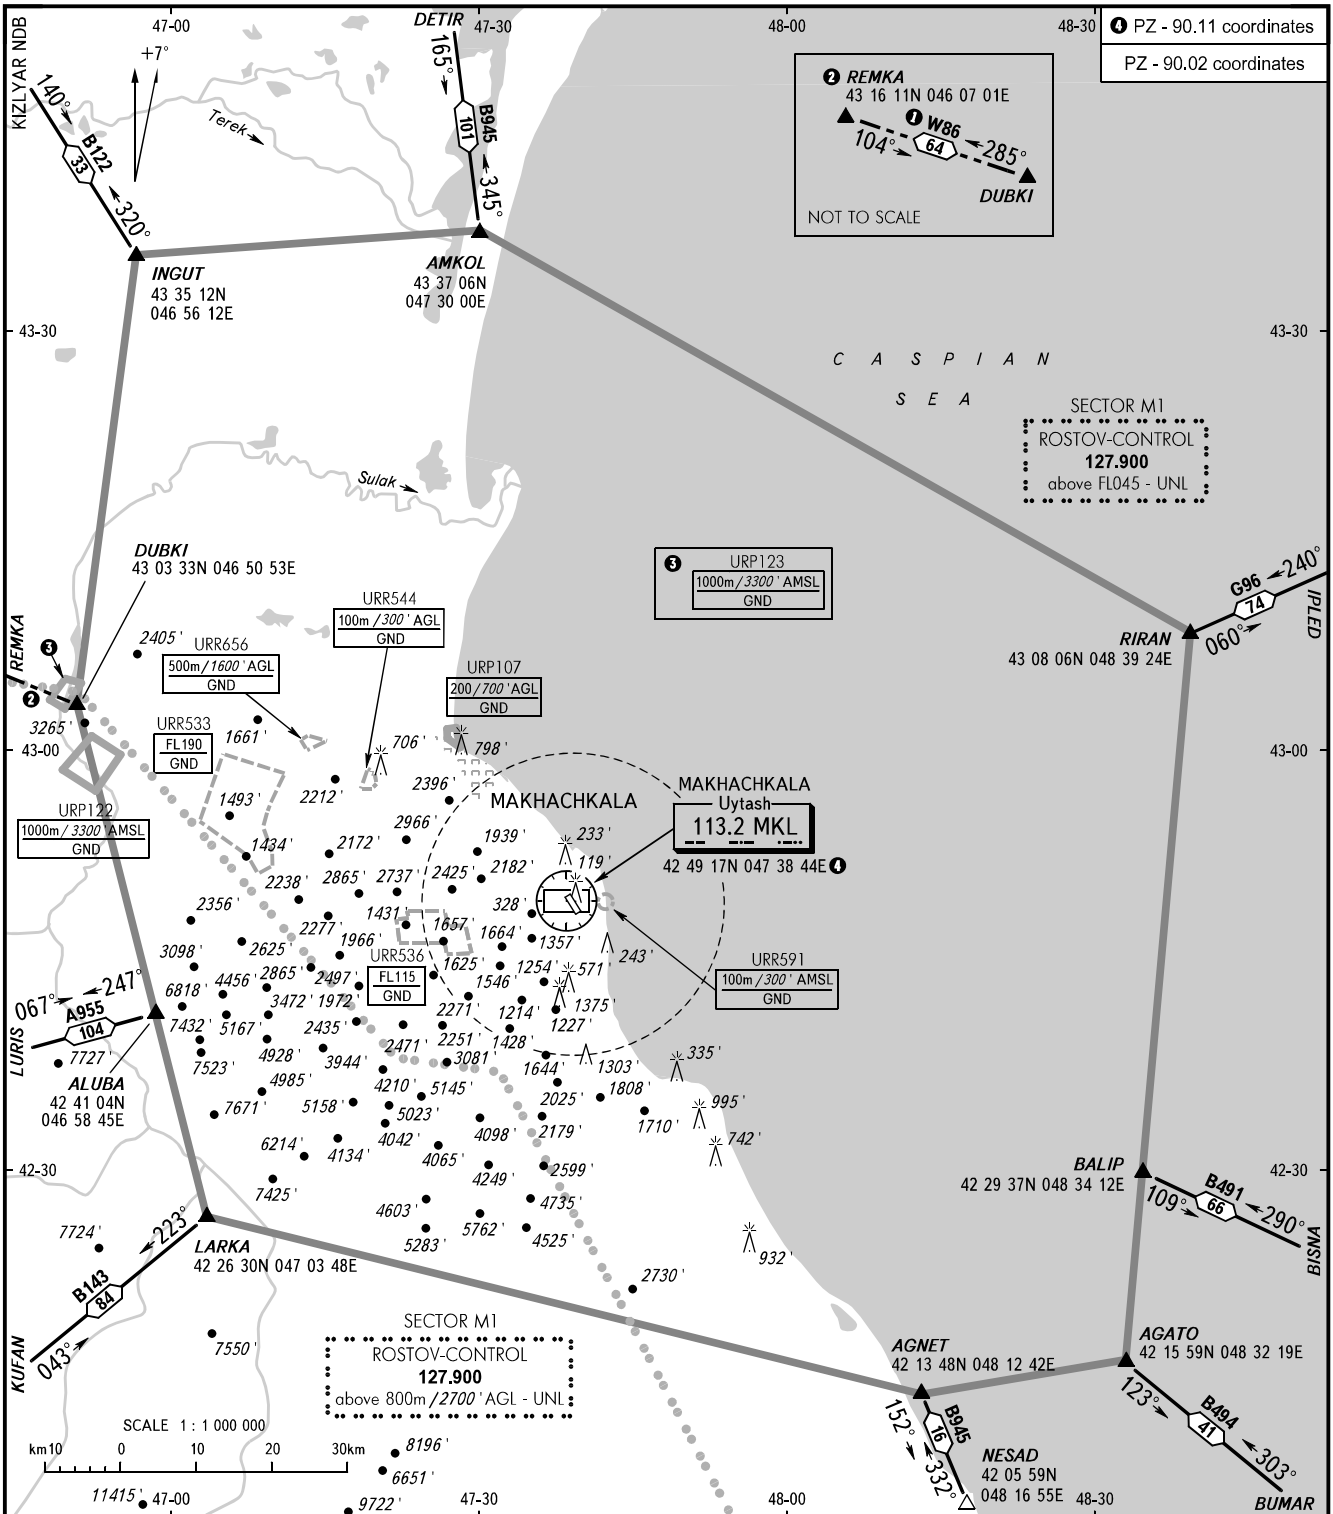 47-00
47-30
48-00
48-30
4 PZ - 90.11 coordinates
PZ - 90.02 coordinates
KIZLYAR NDB
+7°
DETIR
165°
B945
101
345°
140°
B122
33
320°
Terek
2 REMKA
43 16 11N 046 07 01E
1 W86
104°
64
285°
DUBKI
NOT TO SCALE
INGUT
43 35 12N
046 56 12E
AMKOL
43 37 06N
047 30 00E
43-30
43-30
CASPIAN
SEA
SECTOR M1
ROSTOV-CONTROL
127.900
above FL045 - UNL
Sulak
DUBKI
43 03 33N 046 50 53E
3 URP123
1000m/3300' AMSL
GND
G96
240°
74
060°
IPLED
RIRAN
43 08 06N 048 39 24E
REMKA
3
2
2405'
URR656
500m/1600' AGL
GND
URR544
100m/300' AGL
GND
URP107
200/700' AGL
GND
3265'
43-00
43-00
URR533
FL190
GND
1661'
706'
798'
URP122
1000m/3300' AMSL
GND
1493'
2212'
2396'
MAKHACHKALA
MAKHACHKALA
Uytash
113.2 MKL
42 49 17N 047 38 44E 4
1434'
2172'
2966'
1939'
233'
119'
2238'
2865'
2737'
2425'
2182'
2356'
2277'
1431'
1657'
328'
3098'
2625'
1966'
1664'
1357'
243'
URR536
FL115
GND
URR591
100m/300' AMSL
GND
067°
247°
A955
104
LURIS
6818'
4456'
2865'
2497'
1625'
1546'
1254'
571'
7432'
5167'
3472'
1972'
2271'
1214'
1375'
1227'
7727'
7523'
4928'
2435'
3944'
2471'
2251'
1428'
3081'
1644'
1303'
335'
ALUBA
42 41 04N
046 58 45E
4985'
4210'
5145'
2025'
1808'
7671'
5158'
5023'
4042'
4098'
2179'
1710'
995'
742'
6214'
4134'
4065'
4249'
2599'
42-30
42-30
7425'
4603'
5762'
4735'
5283'
4525'
932'
BALIP
42 29 37N 048 34 12E
B491
109°
66
290°
BISNA
7724'
223°
B143
84
043°
KUFAN
LARKA
42 26 30N 047 03 48E
2730'
7550'
SECTOR M1
ROSTOV-CONTROL
127.900
above 800m/2700' AGL - UNL
AGNET
42 13 48N 048 12 42E
AGATO
42 15 59N 048 32 19E
123°
B494
41
303°
BUMAR
152°
B945
16
332°
NESAD
42 05 59N
048 16 55E
SCALE 1 : 1 000 000
km10 0 10 20 30km
8196'
6651'
11415'
9722'
47-00
47-30
48-00
48-30